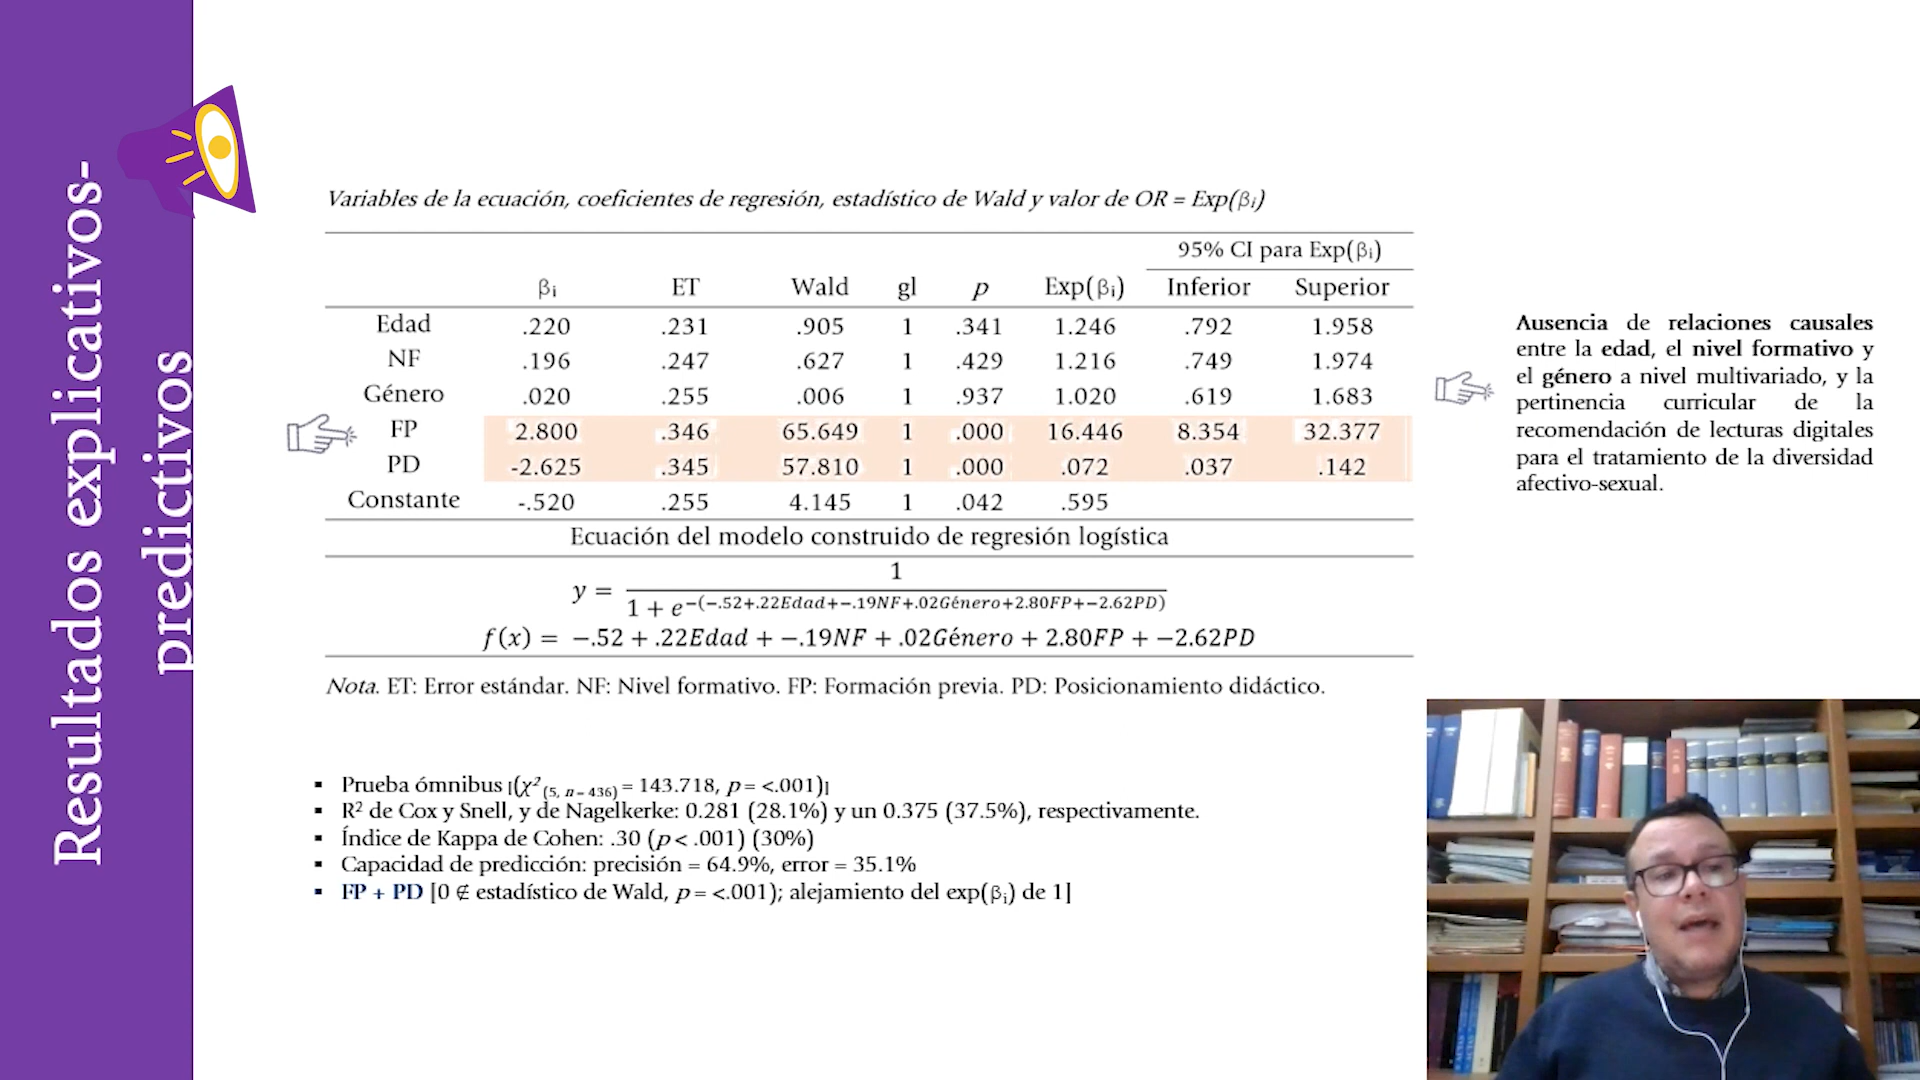 Resultados explicativos-
predictivos
Variables de la ecuación, coeficientes de regresión, estadístico de Wald y valor de OR = Exp(βi)
95% CI para Exp(βi)
βi ET Wald gl p Exp(βi) Inferior Superior
Edad .220 .231 .905 1 .341 1.246 .792 1.958
NF .196 .247 .627 1 .429 1.216 .749 1.974
Género .020 .255 .006 1 .937 1.020 .619 1.683
FP 2.800 .346 65.649 1 .000 16.446 8.354 32.377
PD -2.625 .345 57.810 1 .000 .072 .037 .142
Constante -.520 .255 4.145 1 .042 .595
Ecuación del modelo construido de regresión logística
y = 1 / (1 + e^−(−.52+.22Edad+−.19NF+.02Género+2.80FP+−2.62PD))
f(x) = −.52 + .22Edad + −.19NF + .02Género + 2.80FP + −2.62PD
Nota. ET: Error estándar. NF: Nivel formativo. FP: Formación previa. PD: Posicionamiento didáctico.
Ausencia de relaciones causales
entre la edad, el nivel formativo y
el género a nivel multivariado, y la
pertinencia curricular de la
recomendación de lecturas digitales
para el tratamiento de la diversidad
afectivo-sexual.
▪ Prueba ómnibus [(χ² (5, n = 436) = 143.718, p = <.001)]
▪ R² de Cox y Snell, y de Nagelkerke: 0.281 (28.1%) y un 0.375 (37.5%), respectivamente.
▪ Índice de Kappa de Cohen: .30 (p < .001) (30%)
▪ Capacidad de predicción: precisión = 64.9%, error = 35.1%
▪ FP + PD [0 ∉ estadístico de Wald, p = <.001); alejamiento del exp(βi) de 1]